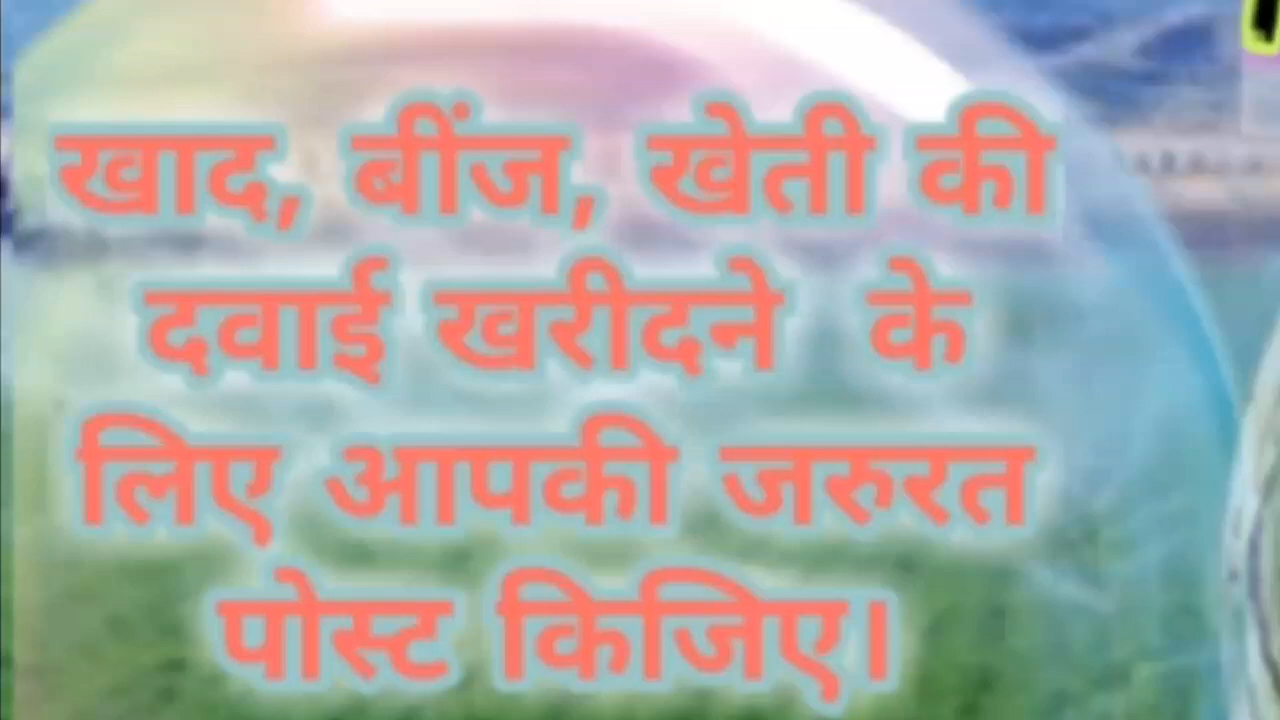 खाद, बींज, खेती की
दवाई खरीदने के
लिए आपकी जरुरत
पोस्ट किजिए।